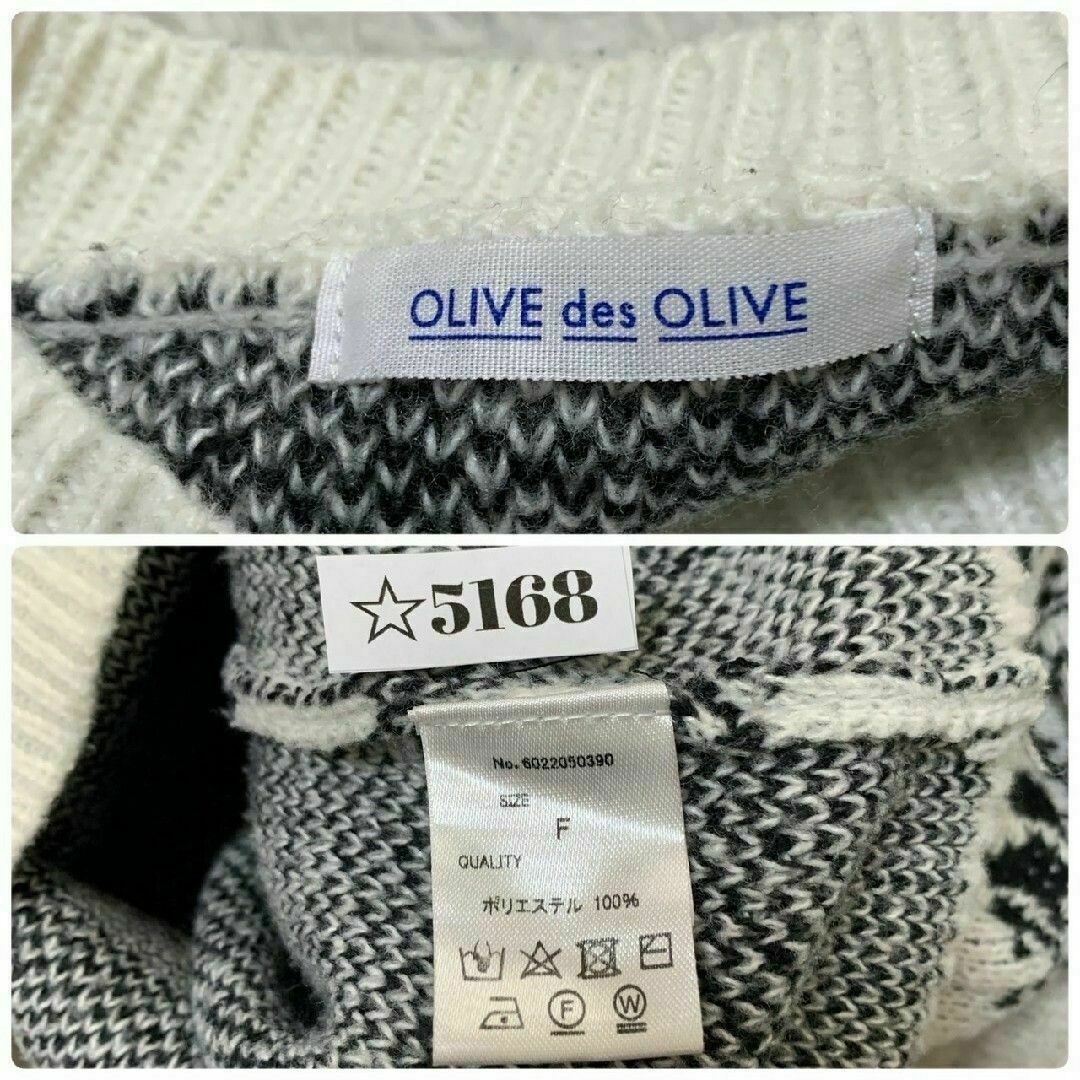 OLIVE des OLIVE
☆5168
No. 6022050390
SIZE
F
QUALITY
ポリエステル 100%
F W